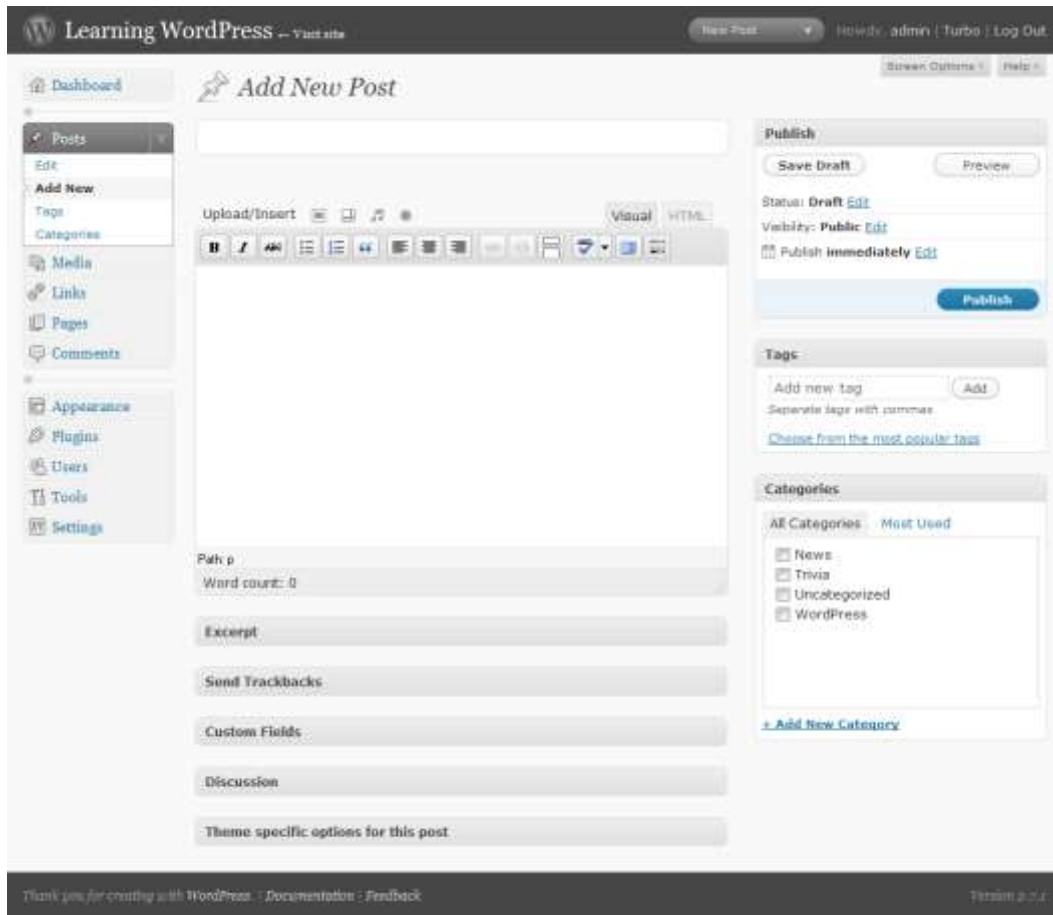 Learning WordPress ← Visit site
New Post
Howdy, admin | Turbo | Log Out
Screen Options
Help
Dashboard
Posts
Edit
Add New
Tags
Categories
Media
Links
Pages
Comments
Appearance
Plugins
Users
Tools
Settings
Add New Post
Upload/Insert
Visual
HTML
B I ABC
Path: p
Word count: 0
Excerpt
Send Trackbacks
Custom Fields
Discussion
Theme specific options for this post
Publish
Save Draft
Preview
Status: Draft Edit
Visibility: Public Edit
Publish immediately Edit
Publish
Tags
Add new tag
Add
Separate tags with commas
Choose from the most popular tags
Categories
All Categories
Most Used
News
Trivia
Uncategorized
WordPress
+ Add New Category
Thank you for creating with WordPress. | Documentation | Feedback
Version 2.7.1